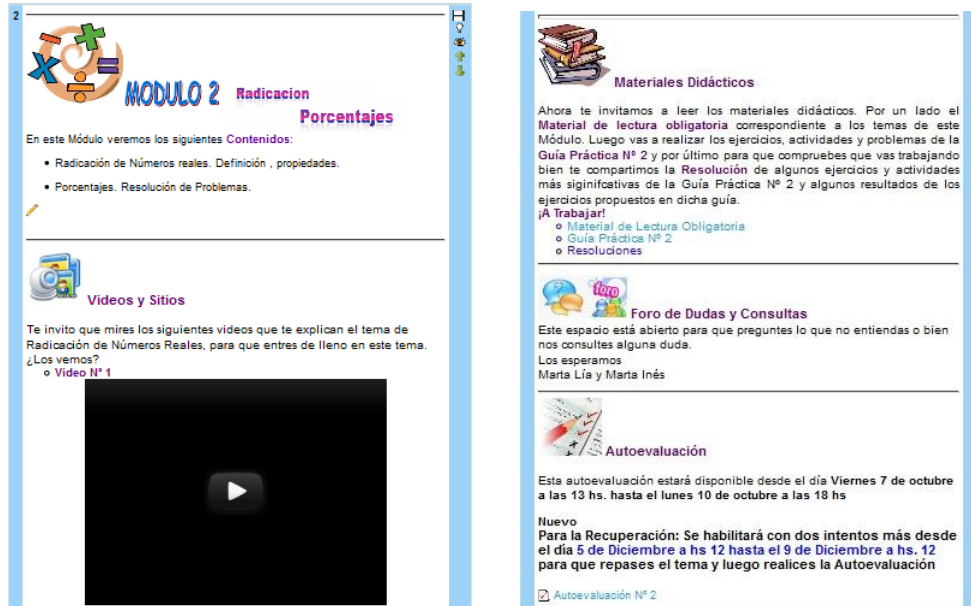 2
MODULO 2 Radicacion
Porcentajes
En este Módulo veremos los siguientes Contenidos:
Radicación de Números reales. Definición , propiedades.
Porcentajes. Resolución de Problemas.
Videos y Sitios
Te invito que mires los siguientes videos que te explican el tema de
Radicación de Números Reales, para que entres de lleno en este tema.
¿Los vemos?
Video N° 1
Materiales Didácticos
Ahora te invitamos a leer los materiales didácticos. Por un lado el
Material de lectura obligatoria correspondiente a los temas de este
Módulo. Luego vas a realizar los ejercicios, actividades y problemas de la
Guía Práctica Nº 2 y por último para que compruebes que vas trabajando
bien te compartimos la Resolución de algunos ejercicios y actividades
más siginifcativas de la Guía Práctica Nº 2 y algunos resultados de los
ejercicios propuestos en dicha guía.
¡A Trabajar!
Material de Lectura Obligatoria
Guía Práctica Nº 2
Resoluciones
foro
Foro de Dudas y Consultas
Este espacio está abierto para que preguntes lo que no entiendas o bien
nos consultes alguna duda.
Los esperamos
Marta Lía y Marta Inés
Autoevaluación
Esta autoevaluación estará disponible desde el día Viernes 7 de octubre
a las 13 hs. hasta el lunes 10 de octubre a las 18 hs
Nuevo
Para la Recuperación: Se habilitará con dos intentos más desde
el día 5 de Diciembre a hs 12 hasta el 9 de Diciembre a hs. 12
para que repases el tema y luego realices la Autoevaluación
Autoevaluación Nº 2